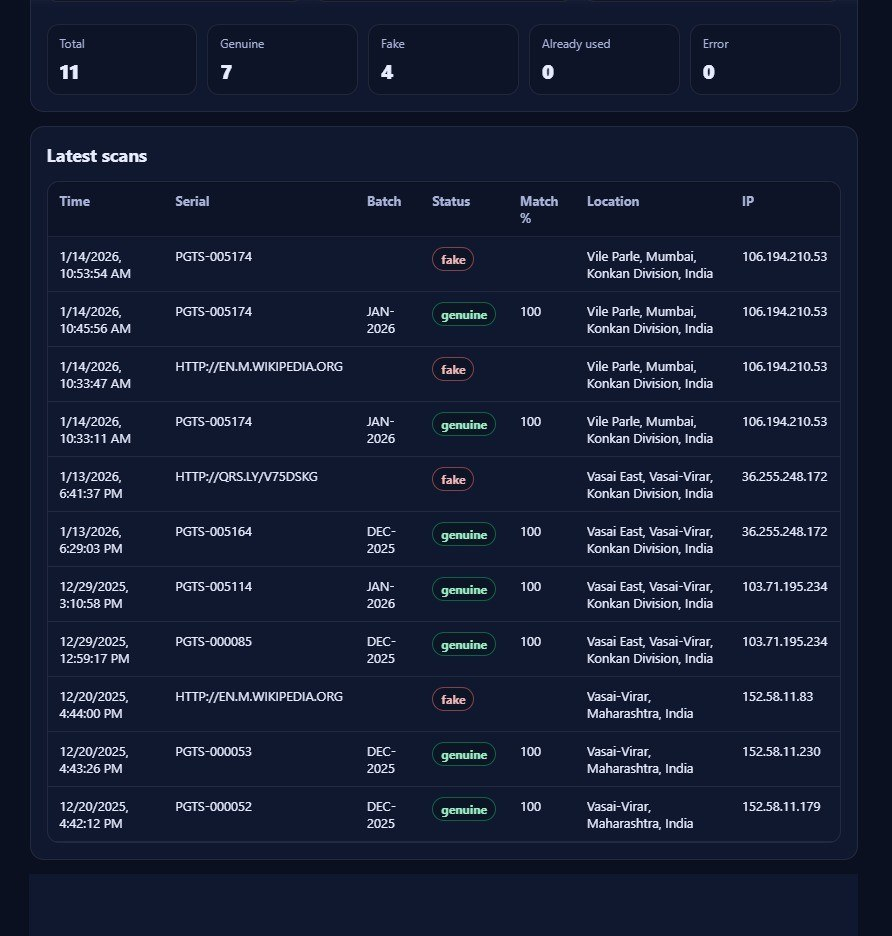 Total
11
Genuine
7
Fake
4
Already used
0
Error
0
Latest scans
Time Serial Batch Status Match % Location IP
1/14/2026, 10:53:54 AM PGTS-005174 fake Vile Parle, Mumbai, Konkan Division, India 106.194.210.53
1/14/2026, 10:45:56 AM PGTS-005174 JAN-2026 genuine 100 Vile Parle, Mumbai, Konkan Division, India 106.194.210.53
1/14/2026, 10:33:47 AM HTTP://EN.M.WIKIPEDIA.ORG fake Vile Parle, Mumbai, Konkan Division, India 106.194.210.53
1/14/2026, 10:33:11 AM PGTS-005174 JAN-2026 genuine 100 Vile Parle, Mumbai, Konkan Division, India 106.194.210.53
1/13/2026, 6:41:37 PM HTTP://QRS.LY/V75DSKG fake Vasai East, Vasai-Virar, Konkan Division, India 36.255.248.172
1/13/2026, 6:29:03 PM PGTS-005164 DEC-2025 genuine 100 Vasai East, Vasai-Virar, Konkan Division, India 36.255.248.172
12/29/2025, 3:10:58 PM PGTS-005114 JAN-2026 genuine 100 Vasai East, Vasai-Virar, Konkan Division, India 103.71.195.234
12/29/2025, 12:59:17 PM PGTS-000085 DEC-2025 genuine 100 Vasai East, Vasai-Virar, Konkan Division, India 103.71.195.234
12/20/2025, 4:44:00 PM HTTP://EN.M.WIKIPEDIA.ORG fake Vasai-Virar, Maharashtra, India 152.58.11.83
12/20/2025, 4:43:26 PM PGTS-000053 DEC-2025 genuine 100 Vasai-Virar, Maharashtra, India 152.58.11.230
12/20/2025, 4:42:12 PM PGTS-000052 DEC-2025 genuine 100 Vasai-Virar, Maharashtra, India 152.58.11.179